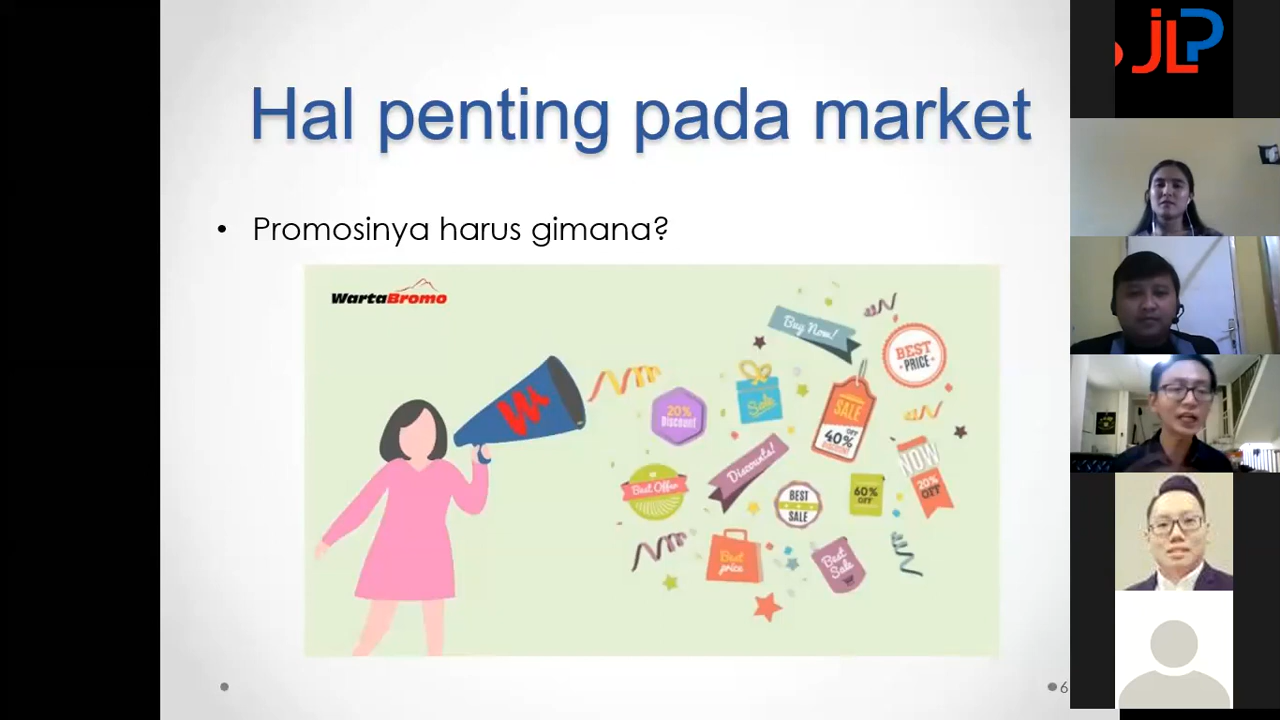 Hal penting pada market
• Promosinya harus gimana?
WartaBromo
Buy Now!
BEST
PRICE
20%
Discount
Sale
SALE
OFF
40%
DISCOUNT
Discounts!
NOW
20%
OFF
Best Offer
BEST
SALE
60%
OFF
Best
price
Best
Sale
6
JLP